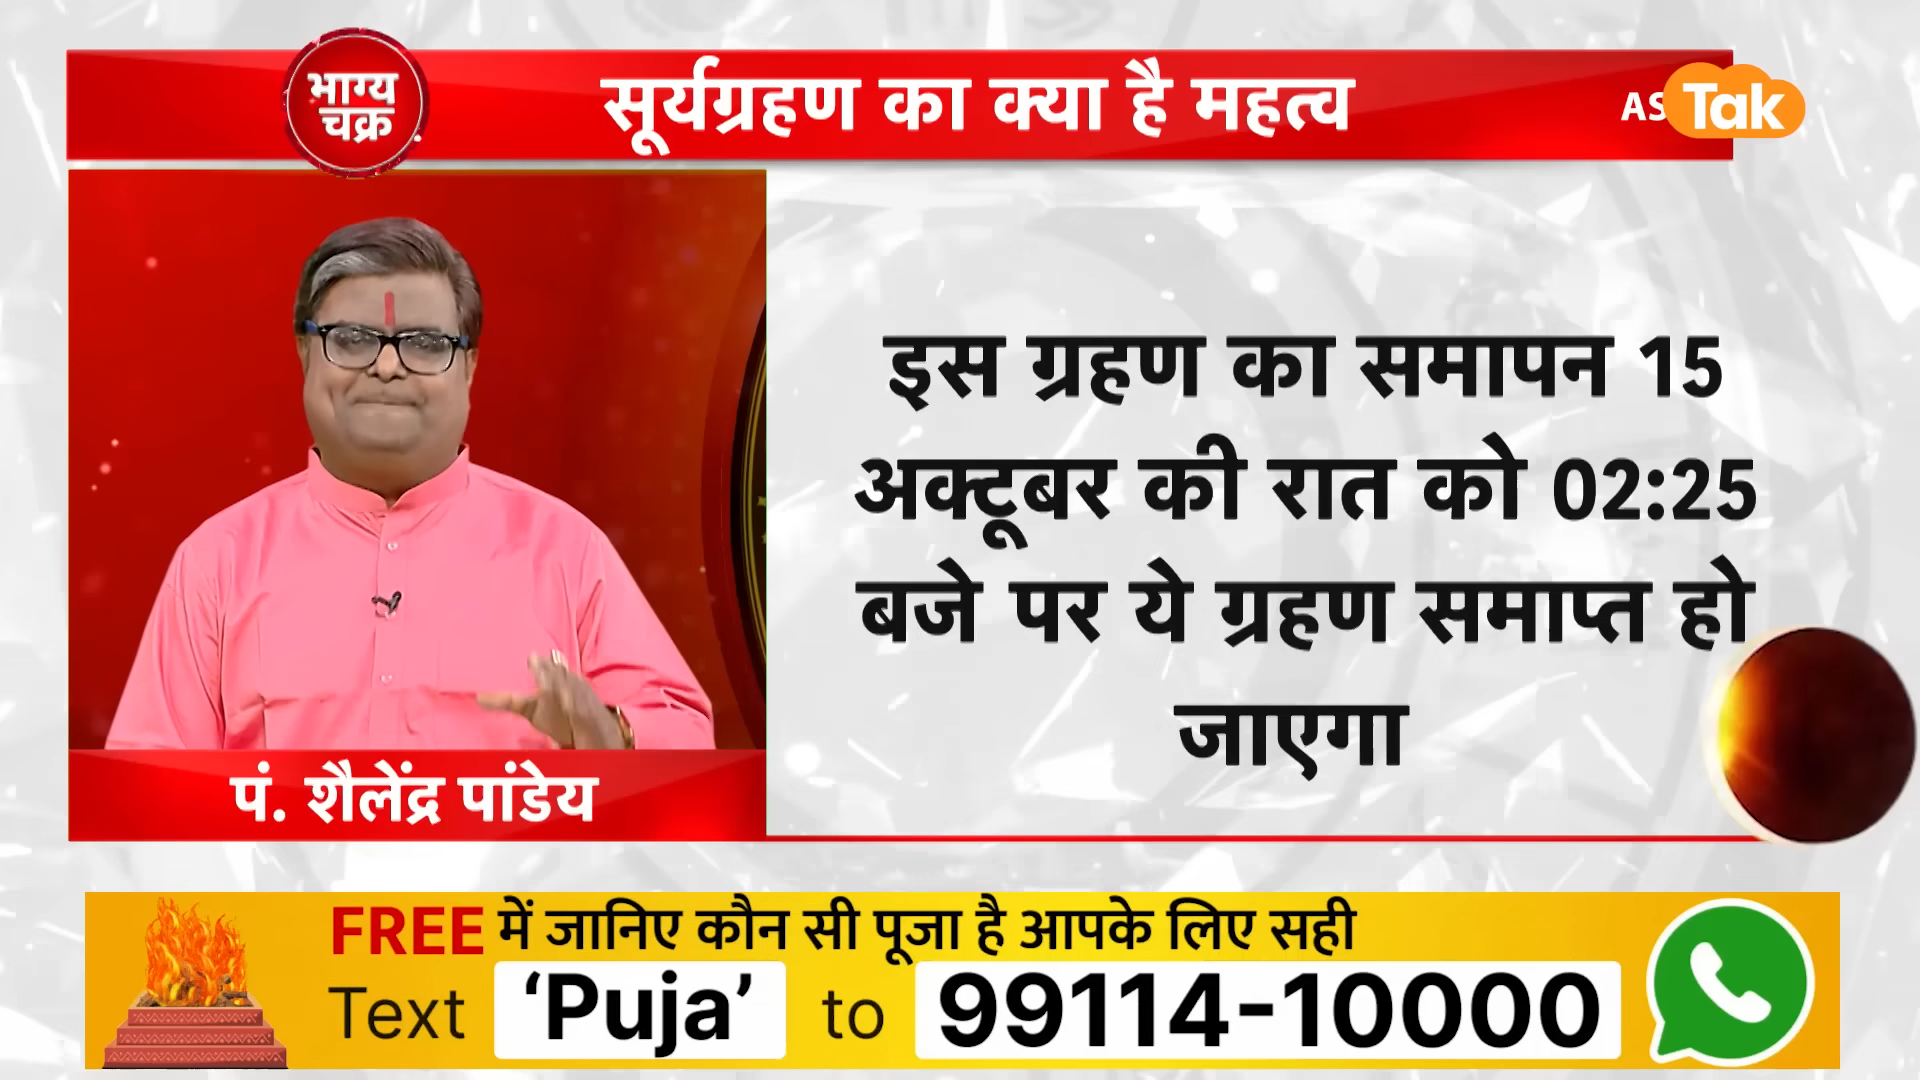 भाग्य
चक्र
सूर्यग्रहण का क्या है महत्व
AS Tak
इस ग्रहण का समापन 15
अक्टूबर की रात को 02:25
बजे पर ये ग्रहण समाप्त हो
जाएगा
पं. शैलेंद्र पांडेय
FREE में जानिए कौन सी पूजा है आपके लिए सही
Text ‘Puja’ to 99114-10000